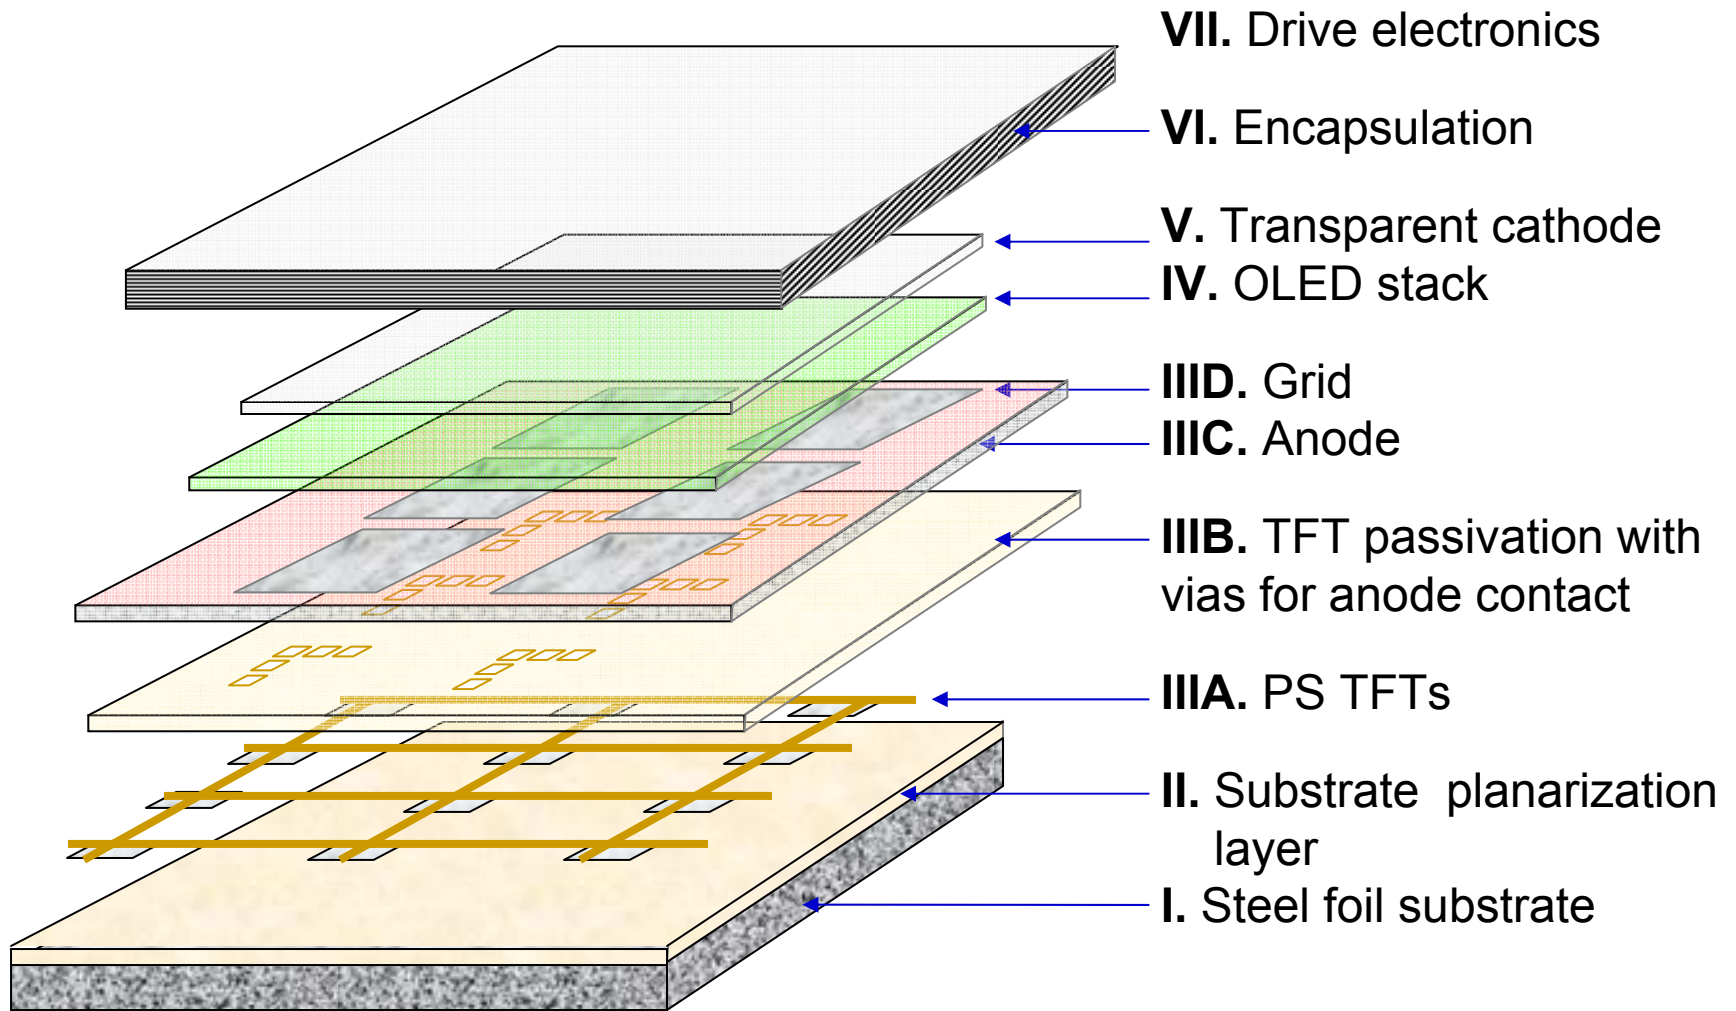 VII. Drive electronics
VI. Encapsulation
V. Transparent cathode
IV. OLED stack
IIID. Grid
IIIC. Anode
IIIB. TFT passivation with
vias for anode contact
IIIA. PS TFTs
II. Substrate planarization
layer
I. Steel foil substrate